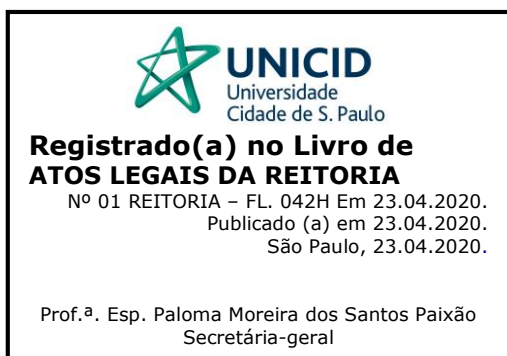 UNICID
Universidade
Cidade de S. Paulo
Registrado(a) no Livro de
ATOS LEGAIS DA REITORIA
Nº 01 REITORIA – FL. 042H Em 23.04.2020.
Publicado (a) em 23.04.2020.
São Paulo, 23.04.2020.
Prof.ª. Esp. Paloma Moreira dos Santos Paixão
Secretária-geral